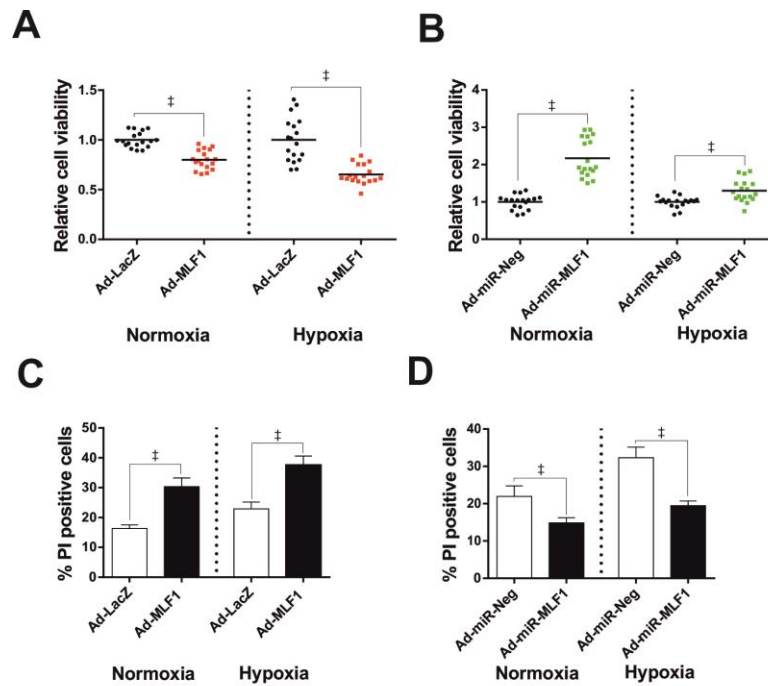 A
Relative cell viability
1.5
1.0
0.5
0.0
‡
‡
Ad-LacZ
Ad-MLF1
Ad-LacZ
Ad-MLF1
Normoxia
Hypoxia
B
Relative cell viability
4
3
2
1
0
‡
‡
Ad-miR-Neg
Ad-miR-MLF1
Ad-miR-Neg
Ad-miR-MLF1
Normoxia
Hypoxia
C
% PI positive cells
50
40
30
20
10
0
‡
‡
Ad-LacZ
Ad-MLF1
Ad-LacZ
Ad-MLF1
Normoxia
Hypoxia
D
% PI positive cells
40
30
20
10
0
‡
‡
Ad-miR-Neg
Ad-miR-MLF1
Ad-miR-Neg
Ad-miR-MLF1
Normoxia
Hypoxia